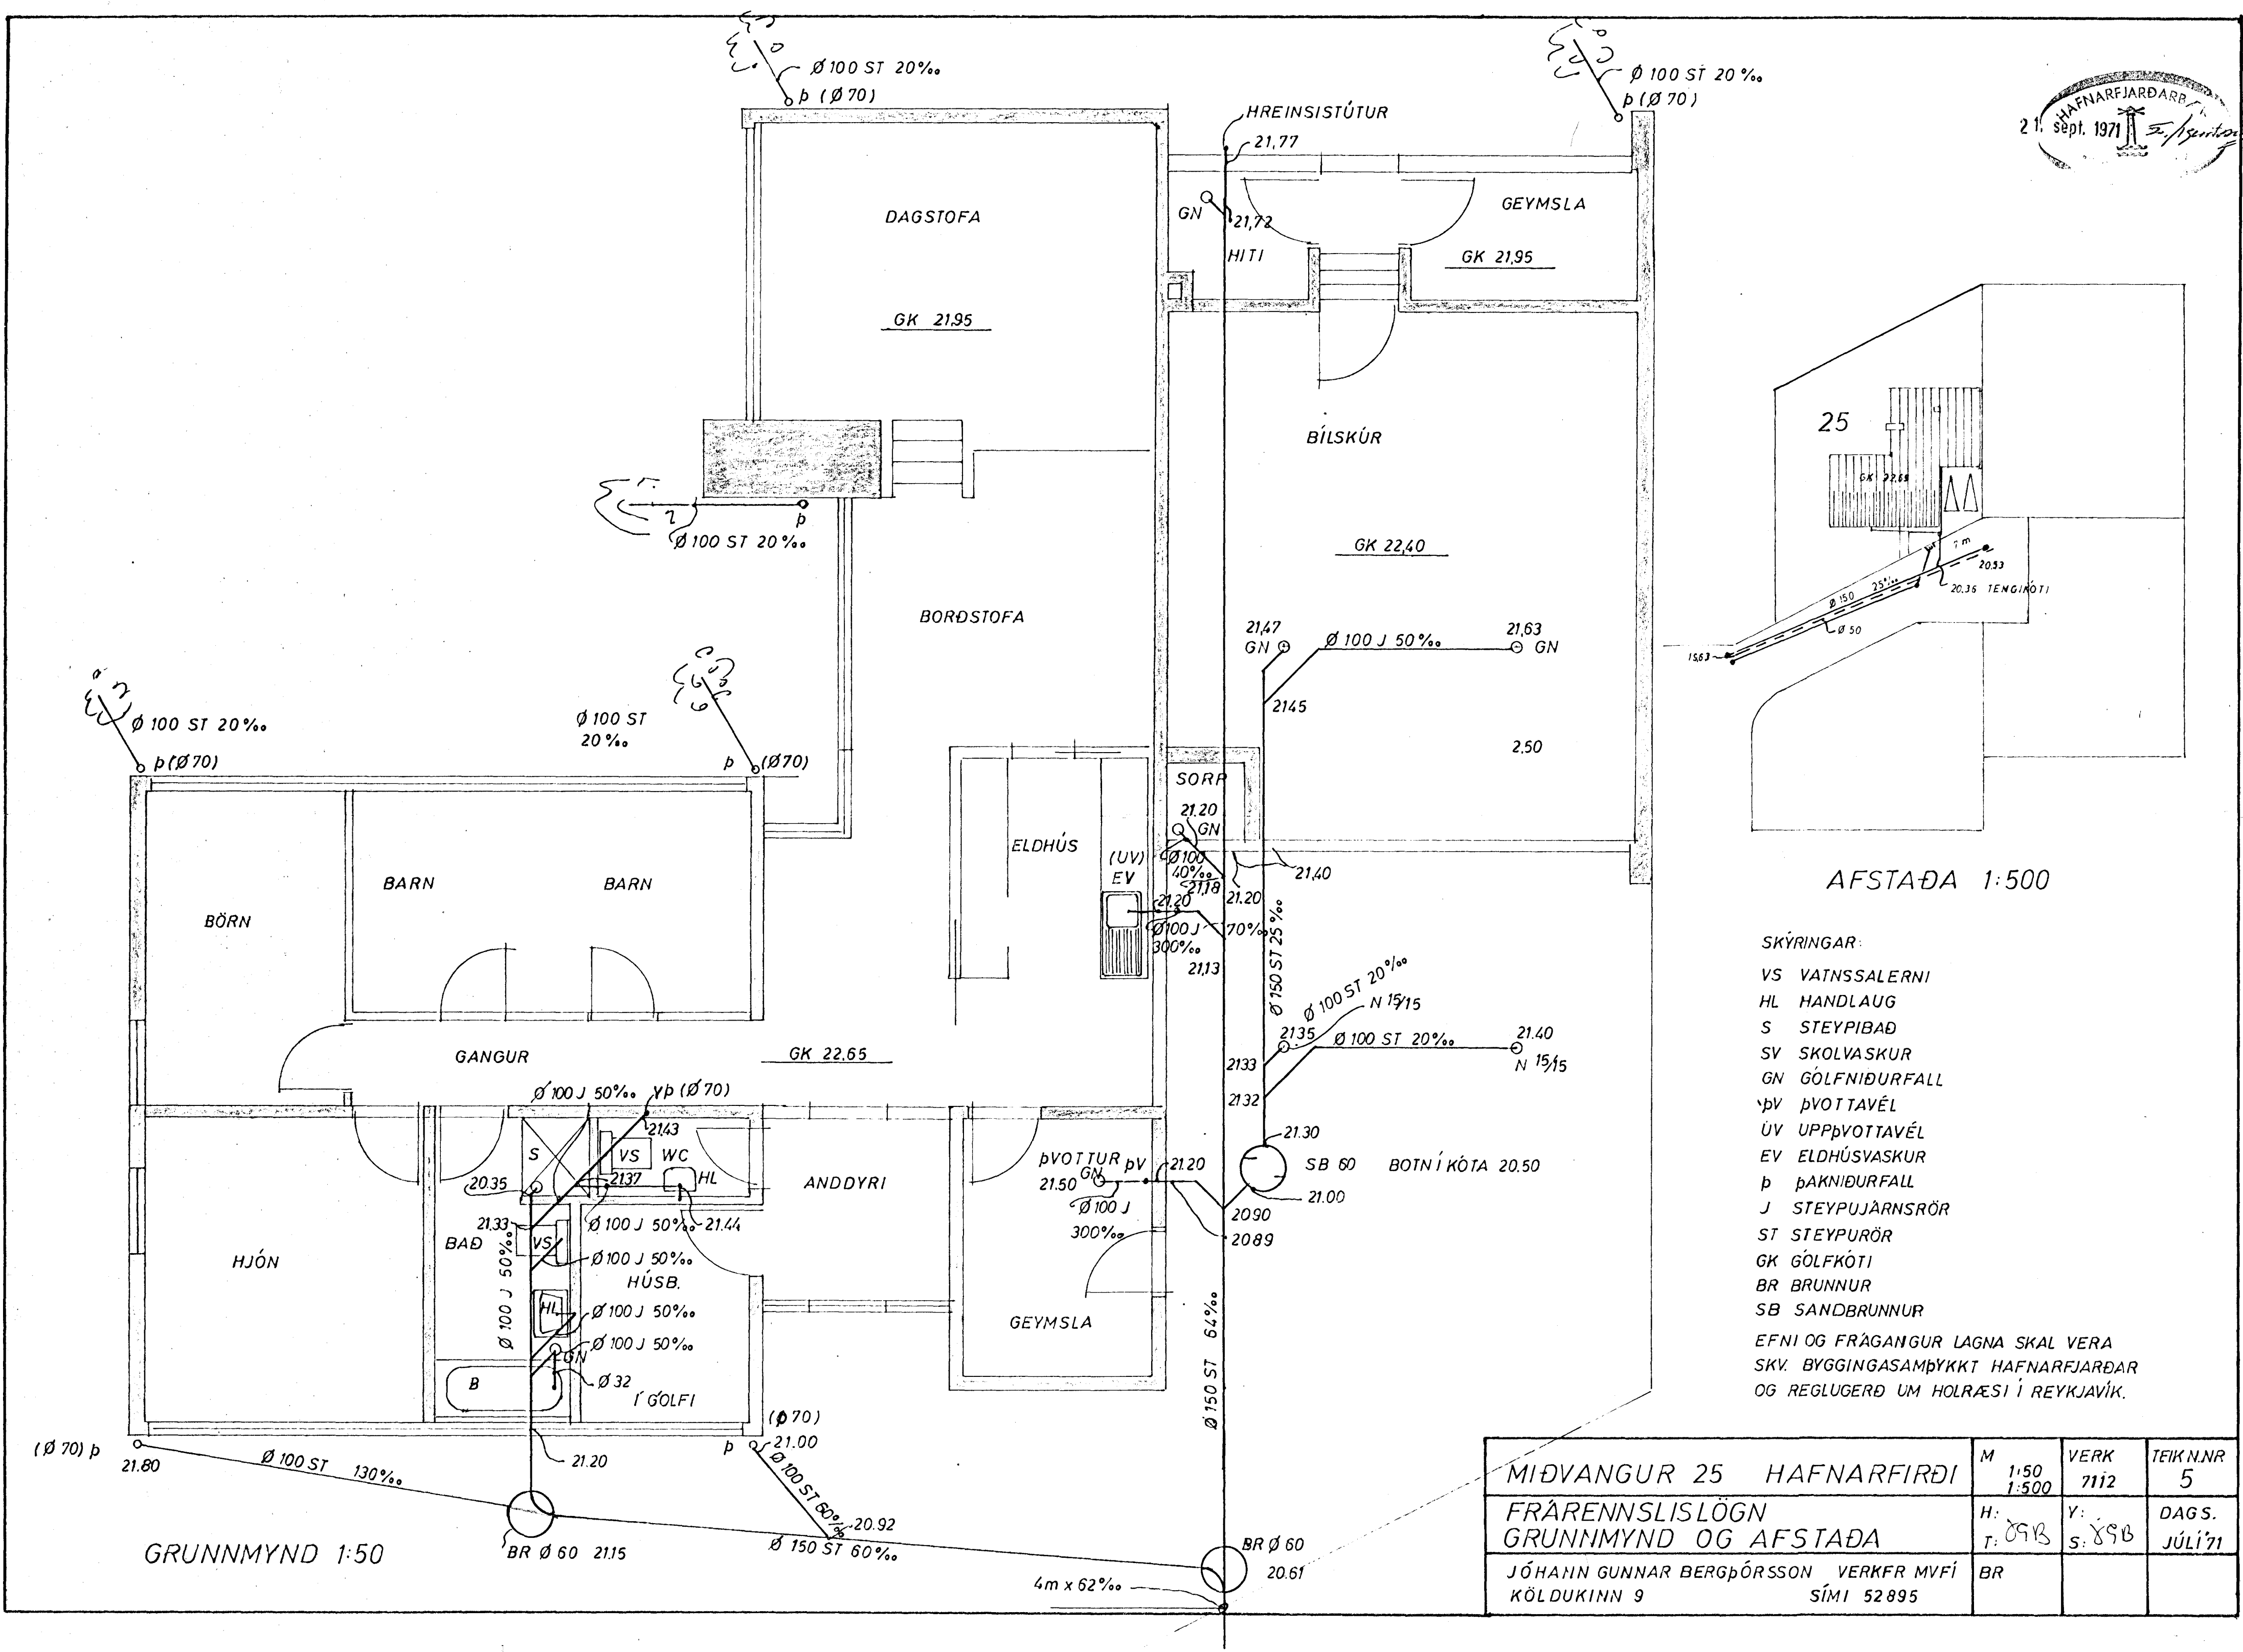 Ø 100 ST 20‰
þ (Ø 70)
Ø 100 ST 20‰
þ (Ø 70)
HREINSISTÚTUR
21,77
HAFNARFJARÐARB
21. sept. 1971
DAGSTOFA
GN
21,72
GEYMSLA
HITI
GK 21,95
GK 21,95
25
GK 22.65
BÍLSKÚR
þ
Ø 100 ST 20‰
GK 22,40
7 m
20.53
25‰
Ø 150
20.36 TENGIKÓTI
Ø 50
15,63
BORÐSTOFA
21,47
GN
Ø 100 J 50‰
21,63
GN
2145
2,50
Ø 100 ST 20‰
þ (Ø 70)
Ø 100 ST
20‰
þ (Ø 70)
SORP
21.20
GN
ELDHÚS
(UV)
EV
Ø 100
40‰
21,18
21.20
21,40
21.20
Ø 100 J 70‰
300‰
21,13
Ø 150 ST 25‰
BARN
BARN
BÖRN
AFSTAÐA 1:500
SKÝRINGAR:
VS VATNSSALERNI
HL HANDLAUG
S STEYPIBAÐ
SV SKOLVASKUR
GN GÓLFNIÐURFALL
þV þVOTTAVÉL
UV UPPþVOTTAVÉL
EV ELDHÚSVASKUR
þ þAKNIÐURFALL
J STEYPUJÁRNSRÖR
ST STEYPURÖR
GK GÓLFKÓTI
BR BRUNNUR
SB SANDBRUNNUR
EFNI OG FRÁGANGUR LAGNA SKAL VERA
SKV. BYGGINGASAMÞYKKT HAFNARFJARÐAR
OG REGLUGERÐ UM HOLRÆSI Í REYKJAVÍK.
Ø 100 ST 20‰
N 15/15
2135
Ø 100 ST 20‰
21.40
N 15/15
2133
2132
GANGUR
GK 22,65
Ø 100 J 50‰
Yþ (Ø 70)
21,43
S
VS
WC
HL
20.35
2137
21.30
SB 60
BOTN Í KÓTA 20.50
21.00
þVOTTUR
GN
21.50
þV
21.20
Ø 100 J
300‰
2090
2089
ANDDYRI
21.33
Ø 100 J 50‰
21.44
BAÐ
VS
Ø 100 J 50‰
HÚSB.
HL
Ø 100 J 50‰
Ø 100 J 50‰
GN
Ø 32
Í GÓLFI
B
Ø 100 J 50‰
HJÓN
GEYMSLA
Ø 150 ST 64‰
(Ø 70) þ
21.80
Ø 100 ST 130‰
21.20
(Ø 70)
þ
21.00
Ø 100 ST 60‰
20.92
Ø 150 ST 60‰
BR Ø 60 21.15
BR Ø 60
20.61
4m x 62‰
GRUNNMYND 1:50
MIÐVANGUR 25 HAFNARFIRÐI
M 1:50
1:500
VERK
7112
TEIKN.NR
5
FRÁRENNSLISLÖGN
GRUNNMYND OG AFSTAÐA
H:
T: JGB
Y:
S: JGB
DAGS.
JÚLÍ '71
JÓHANN GUNNAR BERGÞÓRSSON VERKFR MVFÍ
KÖLDUKINN 9 SÍMI 52895
BR